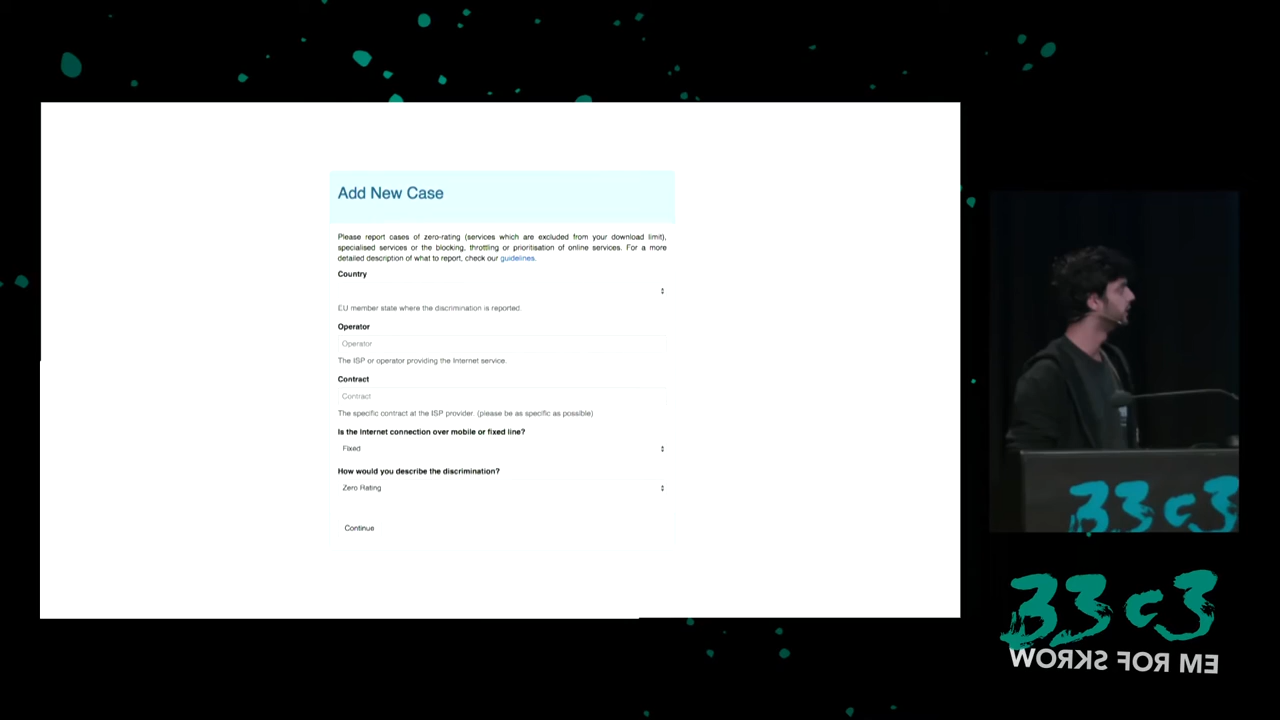 Add New Case
Please report cases of zero-rating (services which are excluded from your download limit),
specialised services or the blocking, throttling or prioritisation of online services. For a more
detailed description of what to report, check our guidelines.
Country
EU member state where the discrimination is reported.
Operator
Operator
The ISP or operator providing the Internet service.
Contract
Contract
The specific contract at the ISP provider. (please be as specific as possible)
Is the Internet connection over mobile or fixed line?
Fixed
How would you describe the discrimination?
Zero Rating
Continue
33c3
33c3
WORKS FOR ME